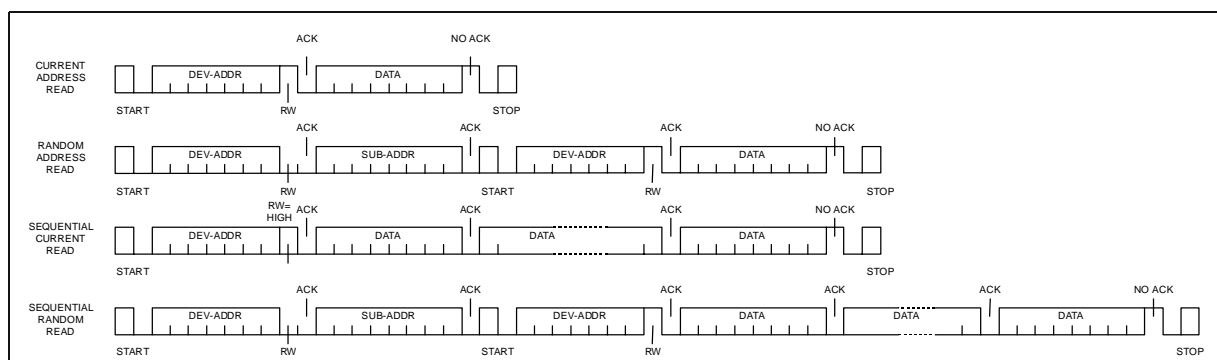 ACK NO ACK
CURRENT
ADDRESS
READ
DEV-ADDR DATA
START RW STOP
ACK ACK ACK NO ACK
RANDOM
ADDRESS
READ
DEV-ADDR SUB-ADDR DEV-ADDR DATA
START RW START RW STOP
RW=
HIGH
ACK ACK ACK NO ACK
SEQUENTIAL
CURRENT
READ
DEV-ADDR DATA DATA DATA
START STOP
ACK ACK ACK ACK ACK NO ACK
SEQUENTIAL
RANDOM
READ
DEV-ADDR SUB-ADDR DEV-ADDR DATA DATA DATA
START RW START RW STOP